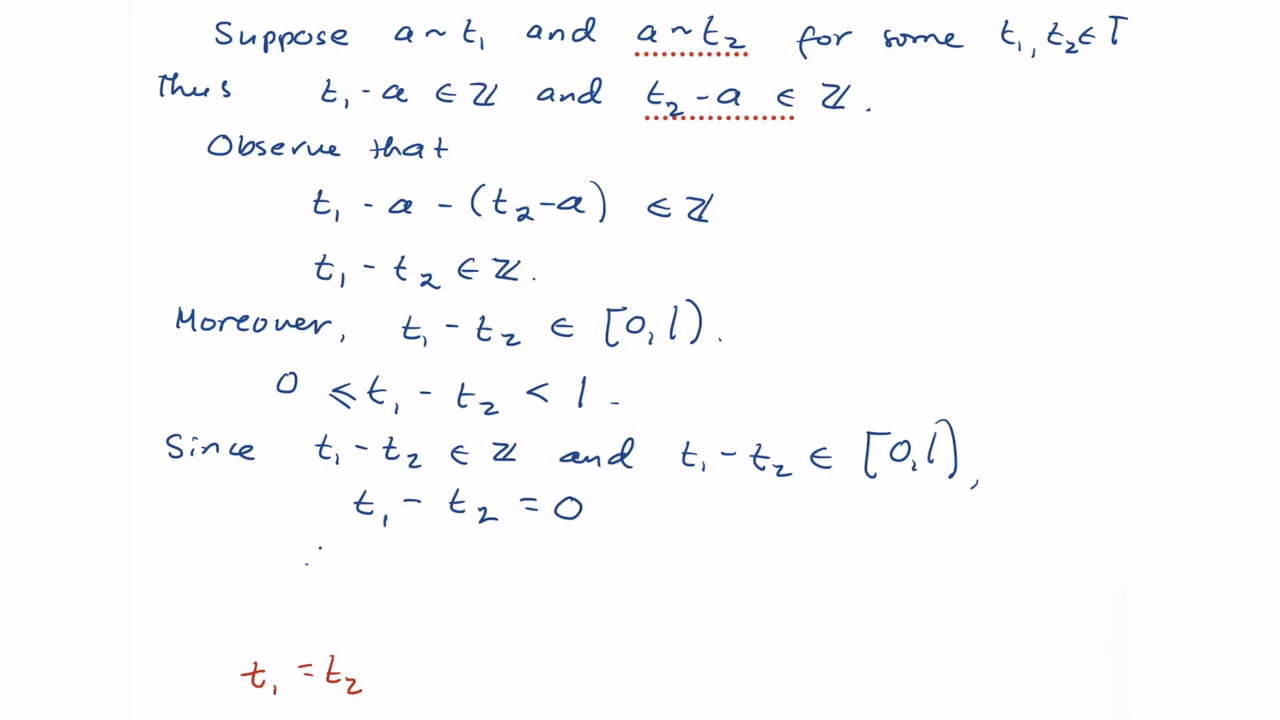 Suppose a ~ t₁ and a ~ t₂ for some t₁, t₂ ∈ T
Thus t₁ - a ∈ ℤ and t₂ - a ∈ ℤ.
Observe that
t₁ - a - (t₂ - a) ∈ ℤ
t₁ - t₂ ∈ ℤ.
Moreover, t₁ - t₂ ∈ [0, 1).
0 ≤ t₁ - t₂ < 1.
Since t₁ - t₂ ∈ ℤ and t₁ - t₂ ∈ [0, 1),
t₁ - t₂ = 0
t₁ = t₂